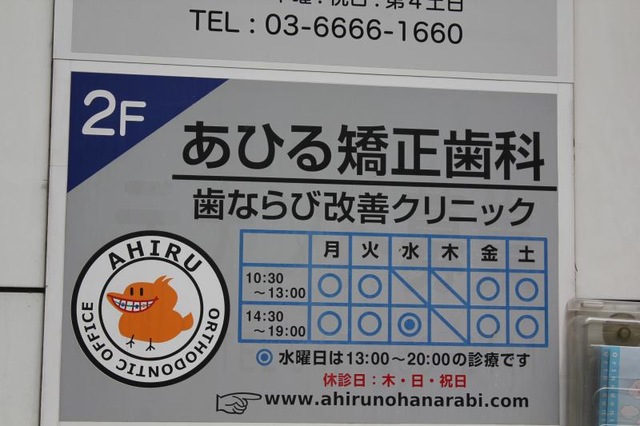 TEL : 03-6666-1660
2F
あひる矯正歯科
歯ならび改善クリニック
AHIRU
ORTHODONTIC OFFICE
月 火 水 木 金 土
10:30～13:00 ○ ○ ＼ ＼ ○ ○
14:30～19:00 ○ ○ ◉ ＼ ○ ○
◉ 水曜日は13:00～20:00の診療です
休診日：木・日・祝日
www.ahirunohanarabi.com